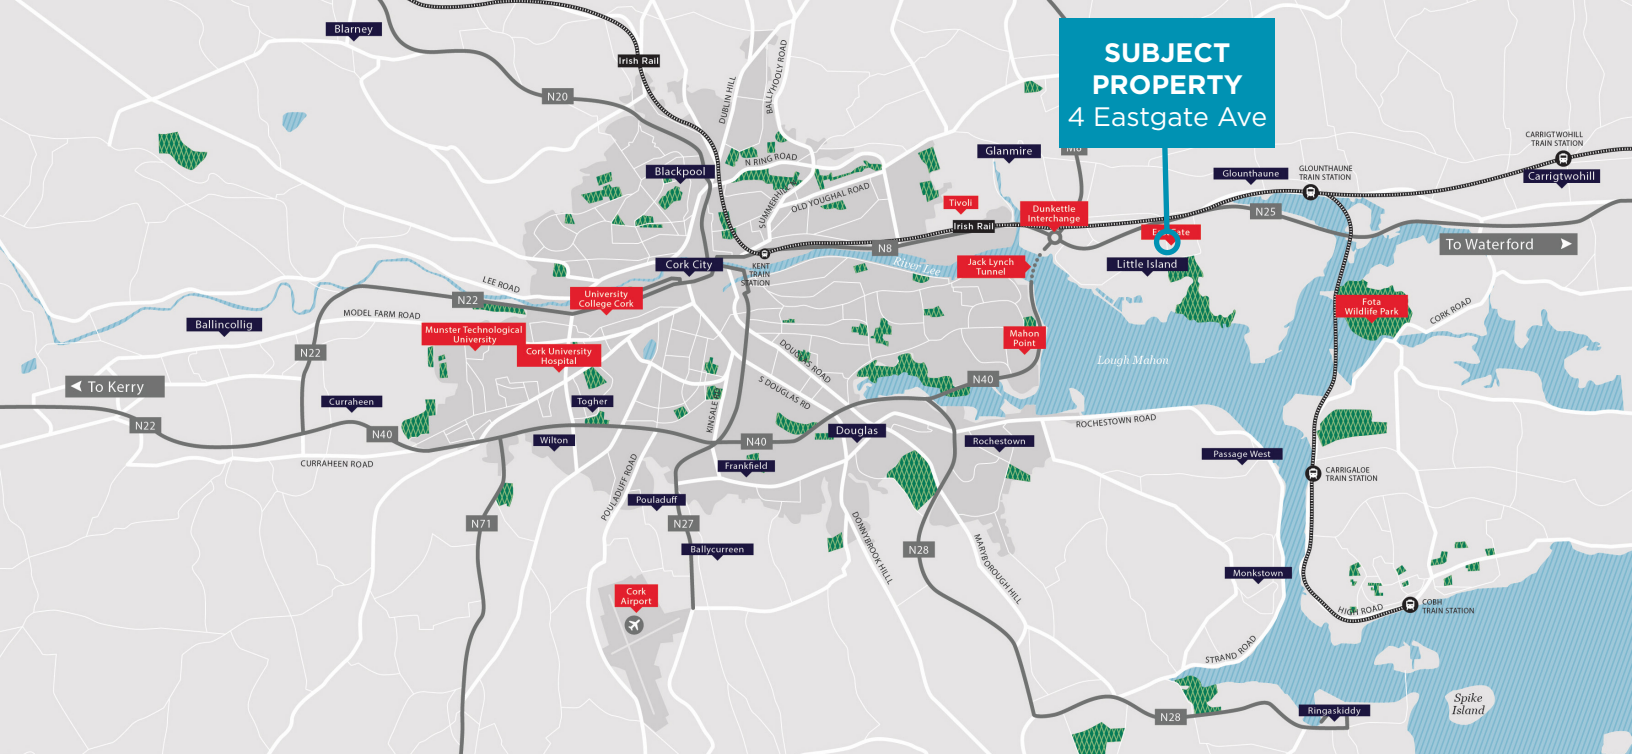 SUBJECT
PROPERTY
4 Eastgate Ave
Blarney
Irish Rail
N20
DUBLIN HILL
BALLYHOOLY ROAD
N RING ROAD
Blackpool
SUMMERHILL N
OLD YOUGHAL ROAD
Glanmire
M8
Tivoli
Irish Rail
Dunkettle
Interchange
Glounthaune
GLOUNTHAUNE
TRAIN STATION
CARRIGTWOHILL
TRAIN STATION
Carrigtwohill
N25
To Waterford
Little Island
N8
River Lee
Jack Lynch
Tunnel
Cork City
KENT
TRAIN
STATION
LEE ROAD
N22
University
College Cork
MODEL FARM ROAD
Ballincollig
Munster Technological
University
Cork University
Hospital
N22
To Kerry
Mahon
Point
Lough Mahon
Fota
Wildlife Park
CORK ROAD
DOUGLAS ROAD
S DOUGLAS RD
KINSALE
N40
Curraheen
Togher
N22
N40
Wilton
N40
Douglas
Rochestown
ROCHESTOWN ROAD
Passage West
CURRAHEEN ROAD
Frankfield
CARRIGALOE
TRAIN STATION
POULADUFF ROAD
Pouladuff
N71
N27
Ballycurreen
DONNYBROOK HILLL
N28
MARYBOROUGH HILL
Monkstown
Cork
Airport
HIGH ROAD
COBH
TRAIN STATION
STRAND ROAD
N28
Ringaskiddy
Spike
Island